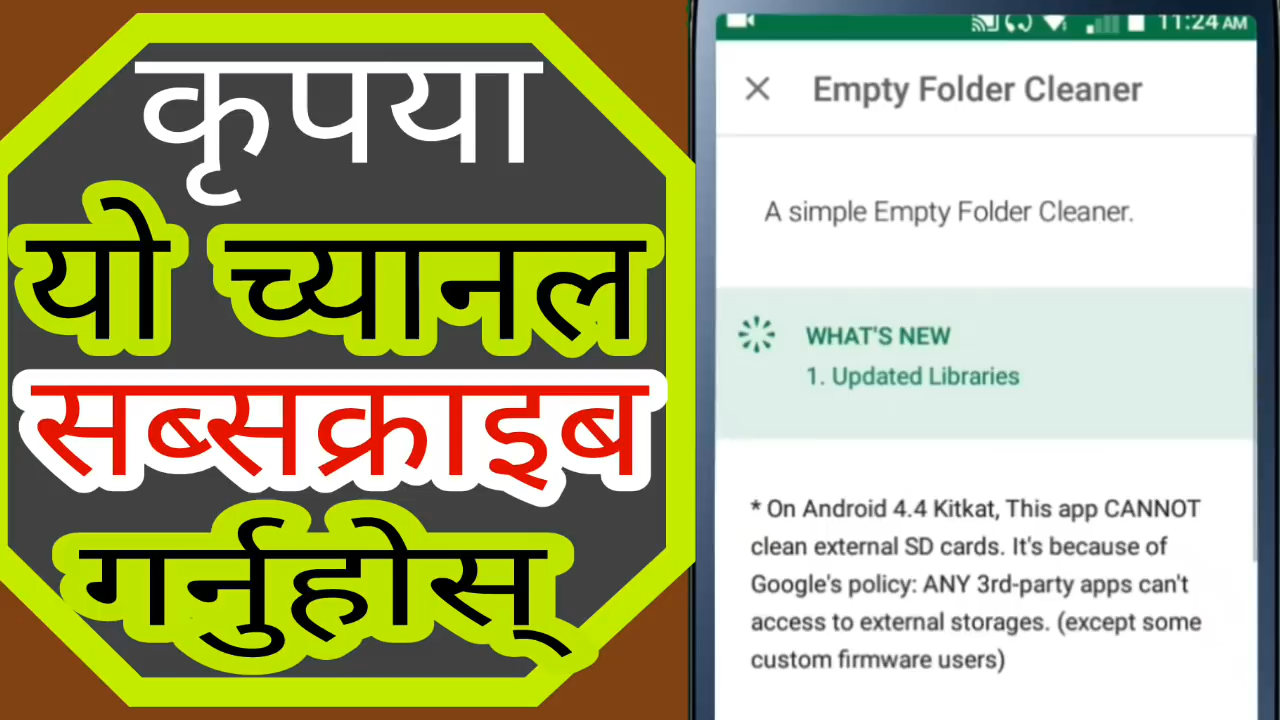 कृपया
यो च्यानल
सब्सक्राइब
गर्नुहोस्
11:24 AM
Empty Folder Cleaner
A simple Empty Folder Cleaner.
WHAT'S NEW
1. Updated Libraries
* On Android 4.4 Kitkat, This app CANNOT
clean external SD cards. It's because of
Google's policy: ANY 3rd-party apps can't
access to external storages. (except some
custom firmware users)